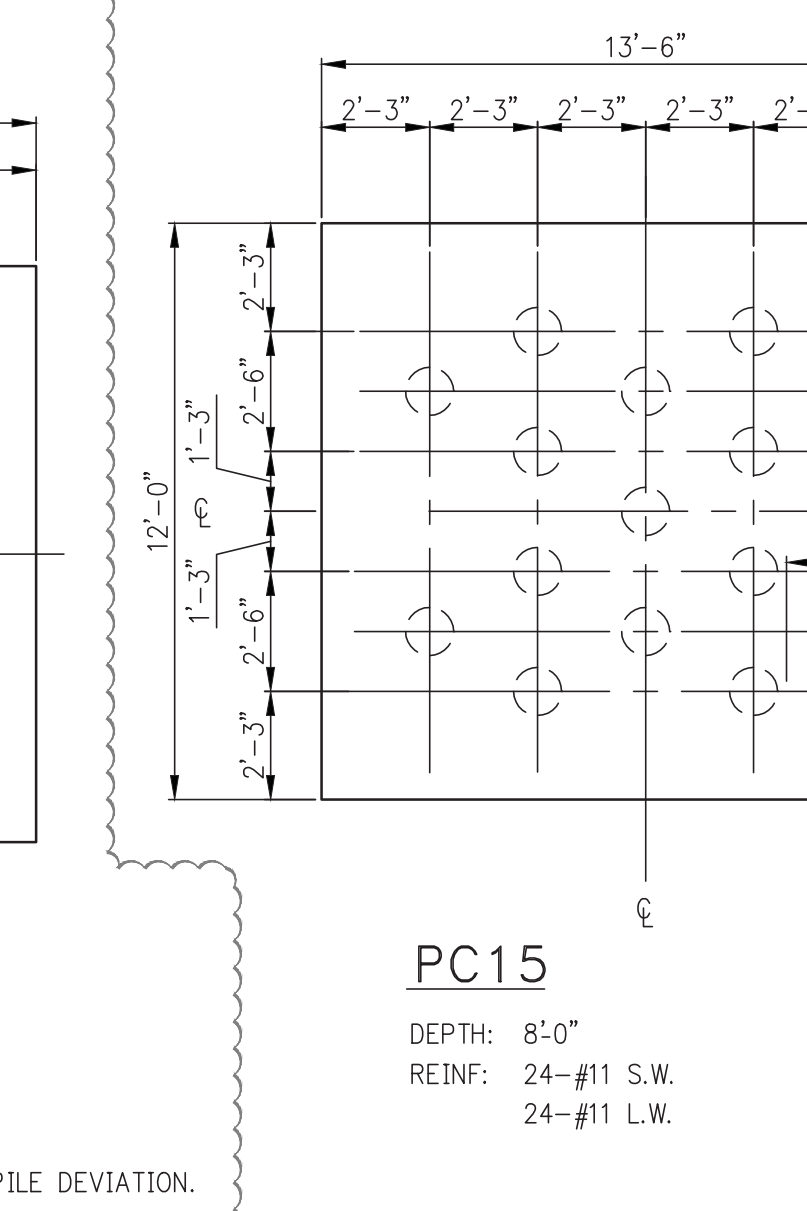 13'-6"
2'-3" 2'-3" 2'-3" 2'-3" 2'-
2'-3"
2'-6"
1'-3"
12'-0" ℄
1'-3"
2'-6"
2'-3"
℄
PC15
DEPTH: 8'-0"
REINF: 24-#11 S.W.
24-#11 L.W.
PILE DEVIATION.